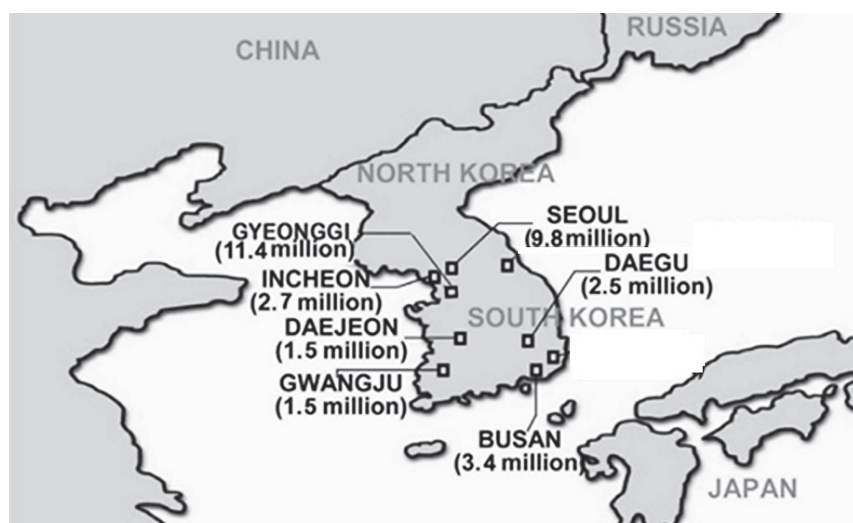 RUSSIA
CHINA
NORTH KOREA
SEOUL
(9.8 million)
GYEONGGI
(11.4 million)
DAEGU
(2.5 million)
INCHEON
(2.7 million)
SOUTH KOREA
DAEJEON
(1.5 million)
GWANGJU
(1.5 million)
BUSAN
(3.4 million)
JAPAN